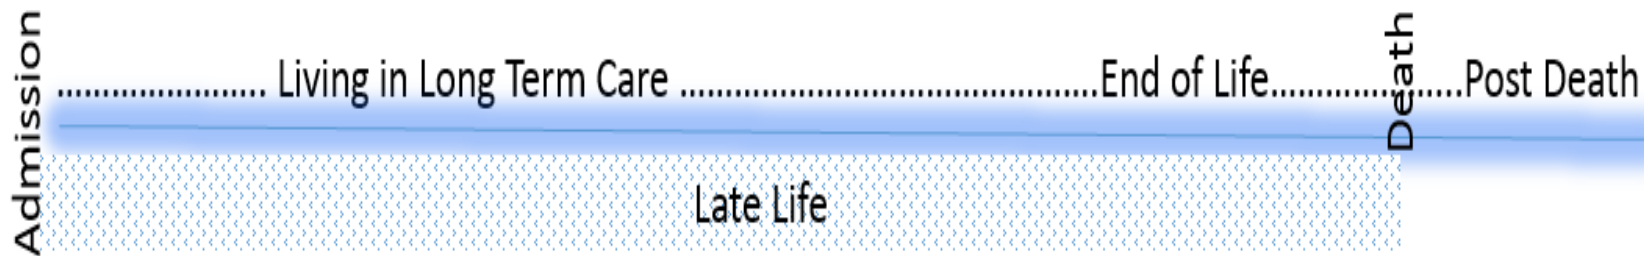 Admission
...................... Living in Long Term Care ..............................................End of Life.....................Post Death
Death
Late Life